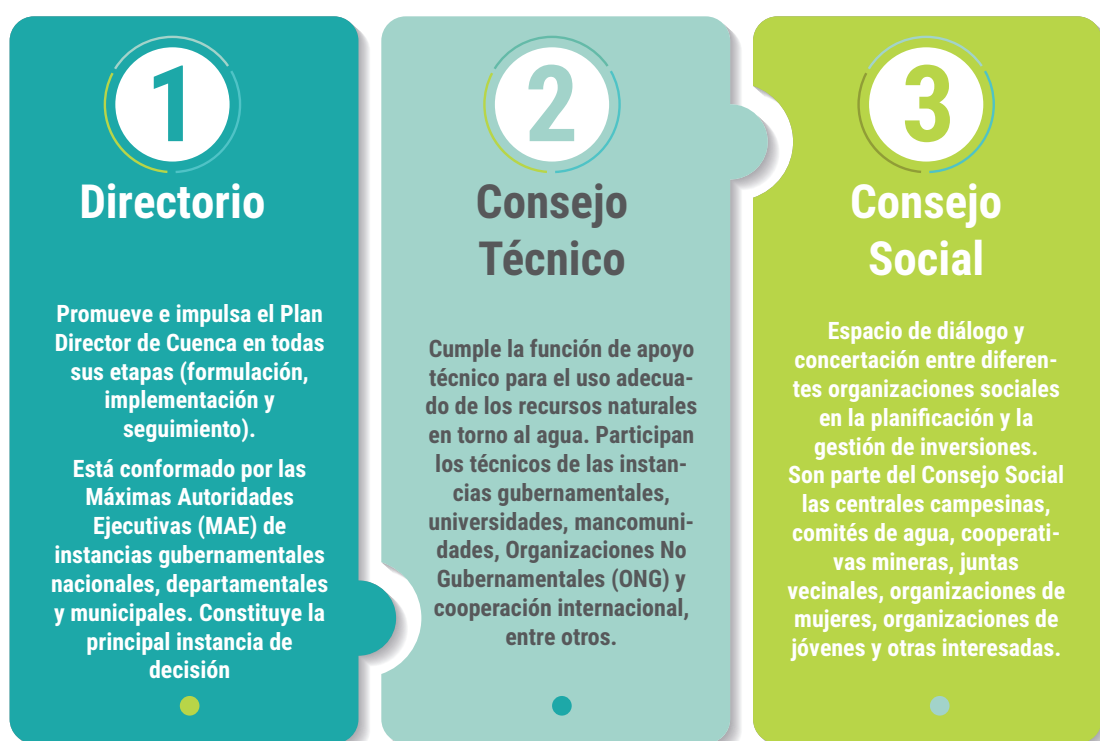 1
Directorio
Promueve e impulsa el Plan
Director de Cuenca en todas
sus etapas (formulación,
implementación y
seguimiento).
Está conformado por las
Máximas Autoridades
Ejecutivas (MAE) de
instancias gubernamentales
nacionales, departamentales
y municipales. Constituye la
principal instancia de
decisión
2
Consejo
Técnico
Cumple la función de apoyo
técnico para el uso adecua-
do de los recursos naturales
en torno al agua. Participan
los técnicos de las instan-
cias gubernamentales,
universidades, mancomuni-
dades, Organizaciones No
Gubernamentales (ONG) y
cooperación internacional,
entre otros.
3
Consejo
Social
Espacio de diálogo y
concertación entre diferen-
tes organizaciones sociales
en la planificación y la
gestión de inversiones.
Son parte del Consejo Social
las centrales campesinas,
comités de agua, cooperati-
vas mineras, juntas
vecinales, organizaciones de
mujeres, organizaciones de
jóvenes y otras interesadas.